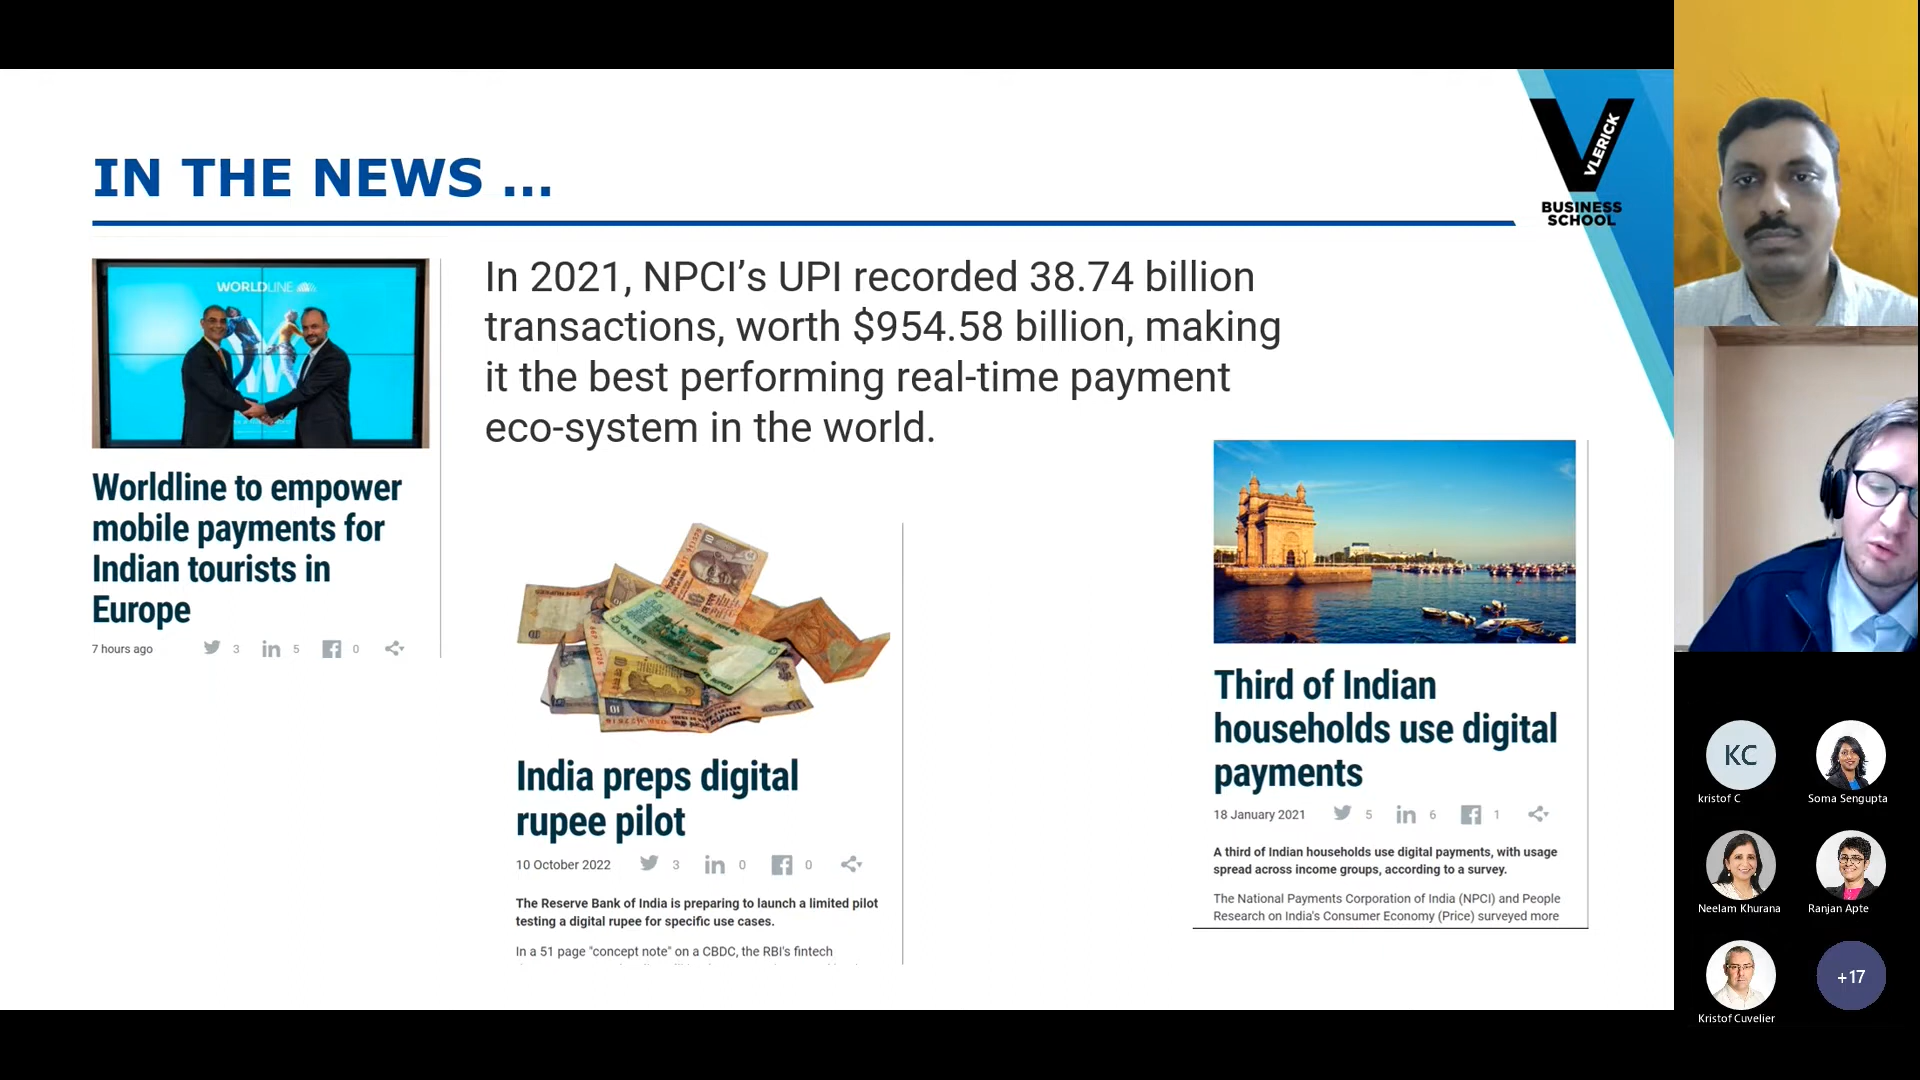 IN THE NEWS ...
VLERICK
BUSINESS
SCHOOL
WORLDLINE
Worldline to empower
mobile payments for
Indian tourists in
Europe
7 hours ago 3 5 0
In 2021, NPCI’s UPI recorded 38.74 billion
transactions, worth $954.58 billion, making
it the best performing real-time payment
eco-system in the world.
India preps digital
rupee pilot
10 October 2022 3 0 0
The Reserve Bank of India is preparing to launch a limited pilot
testing a digital rupee for specific use cases.
In a 51 page "concept note" on a CBDC, the RBI's fintech
Third of Indian
households use digital
payments
18 January 2021 5 6 1
A third of Indian households use digital payments, with usage
spread across income groups, according to a survey.
The National Payments Corporation of India (NPCI) and People
Research on India's Consumer Economy (Price) surveyed more
KC
kristof C
Soma Sengupta
Neelam Khurana
Ranjan Apte
Kristof Cuvelier
+17